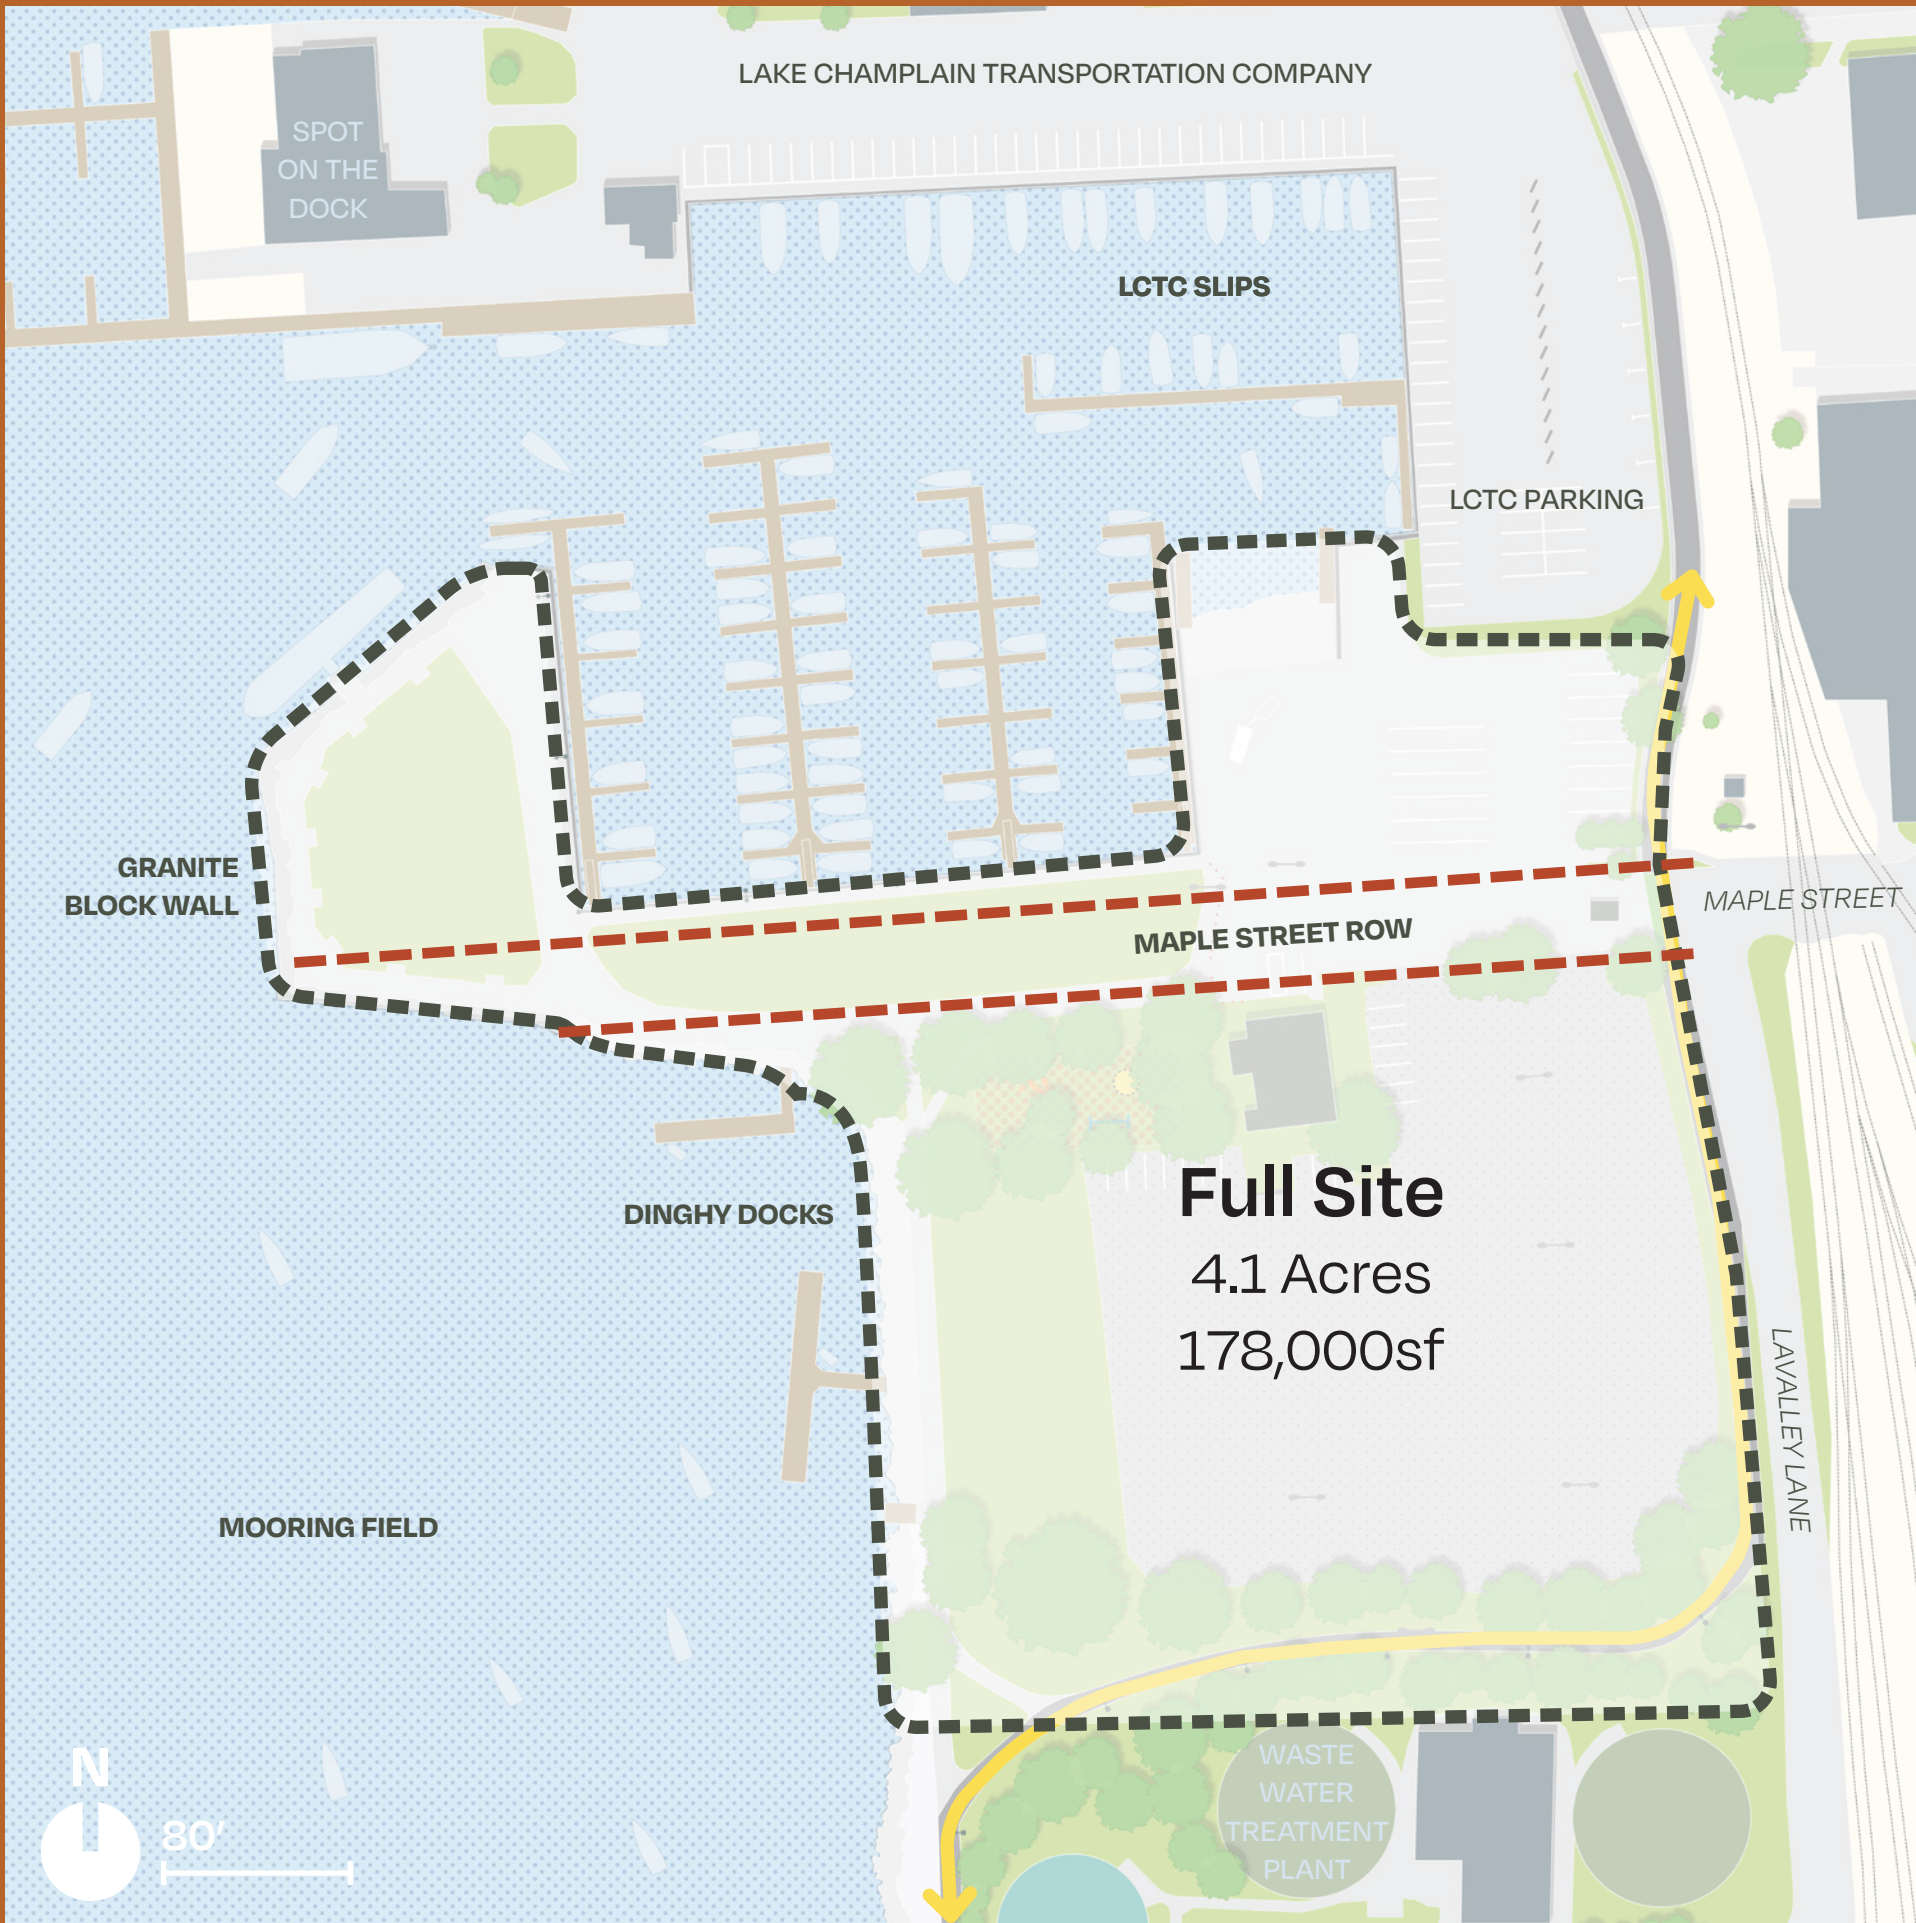 LAKE CHAMPLAIN TRANSPORTATION COMPANY
SPOT
ON THE
DOCK
LCTC SLIPS
LCTC PARKING
GRANITE
BLOCK WALL
MAPLE STREET
MAPLE STREET ROW
Full Site
4.1 Acres
178,000sf
DINGHY DOCKS
LAVALLEY LANE
MOORING FIELD
WASTE
WATER
TREATMENT
PLANT
N
80'